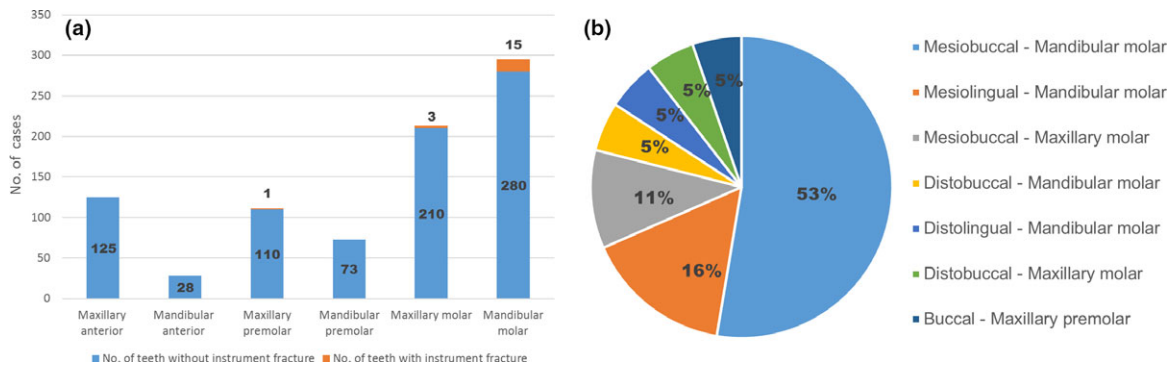 (a)
No. of cases
350
300
250
200
150
100
50
0
125
28
1
110
73
3
210
15
280
Maxillary anterior
Mandibular anterior
Maxillary premolar
Mandibular premolar
Maxillary molar
Mandibular molar
No. of teeth without instrument fracture
No. of teeth with instrument fracture
(b)
53%
16%
11%
5%
5%
5%
5%
Mesiobuccal - Mandibular molar
Mesiolingual - Mandibular molar
Mesiobuccal - Maxillary molar
Distobuccal - Mandibular molar
Distolingual - Mandibular molar
Distobuccal - Maxillary molar
Buccal - Maxillary premolar